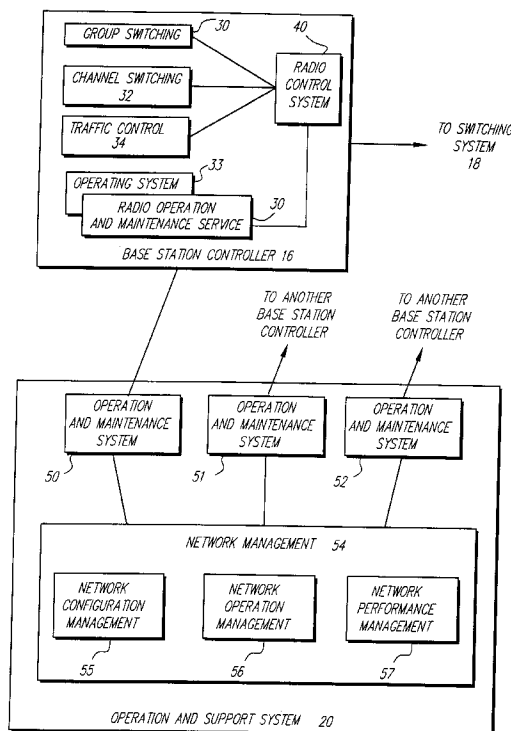 GROUP SWITCHING
30
40
CHANNEL SWITCHING
32
RADIO
CONTROL
SYSTEM
TRAFFIC CONTROL
34
TO SWITCHING
SYSTEM
18
33
OPERATING SYSTEM
30
RADIO OPERATION
AND MAINTENANCE SERVICE
BASE STATION CONTROLLER 16
TO ANOTHER
BASE STATION
CONTROLLER
TO ANOTHER
BASE STATION
CONTROLLER
OPERATION
AND MAINTENANCE
SYSTEM
50
OPERATION
AND MAINTENANCE
SYSTEM
51
OPERATION
AND MAINTENANCE
SYSTEM
52
NETWORK MANAGEMENT 54
NETWORK
CONFIGURATION
MANAGEMENT
55
NETWORK
OPERATION
MANAGEMENT
56
NETWORK
PERFORMANCE
MANAGEMENT
57
OPERATION AND SUPPORT SYSTEM 20